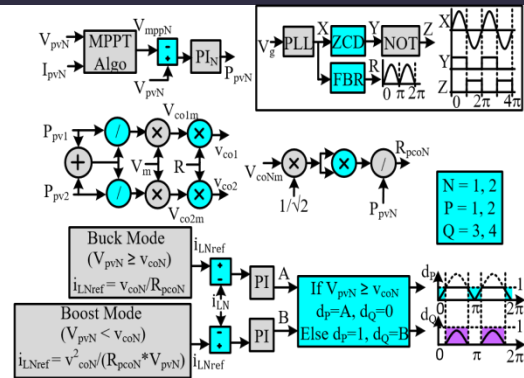 V_pvN
I_pvN
MPPT
Algo
V_mppN
-
+
V_pvN
PI_N
P_pvN
V_g
PLL
X
ZCD
Y
NOT
Z
FBR
R
0 π 2π
X
Y
Z
0 2π 4π
P_pv1
P_pv2
+
/
/
V_co1m
×
×
V_m
R
×
×
V_co2m
v_co1
v_co2
V_coNm
×
1/√2
×
/
R_pcoN
P_pvN
N = 1, 2
P = 1, 2
Q = 3, 4
Buck Mode
(V_pvN ≥ v_coN)
i_LNref = v_coN/R_pcoN
Boost Mode
(V_pvN < v_coN)
i_LNref = v²_coN/(R_pcoN*V_pvN)
i_LNref
+
-
i_LN
-
+
i_LNref
PI
A
PI
B
If V_pvN ≥ v_coN
d_P=A, d_Q=0
Else d_P=1, d_Q=B
d_P
1
0 π 2π
d_Q
1
0 π 2π